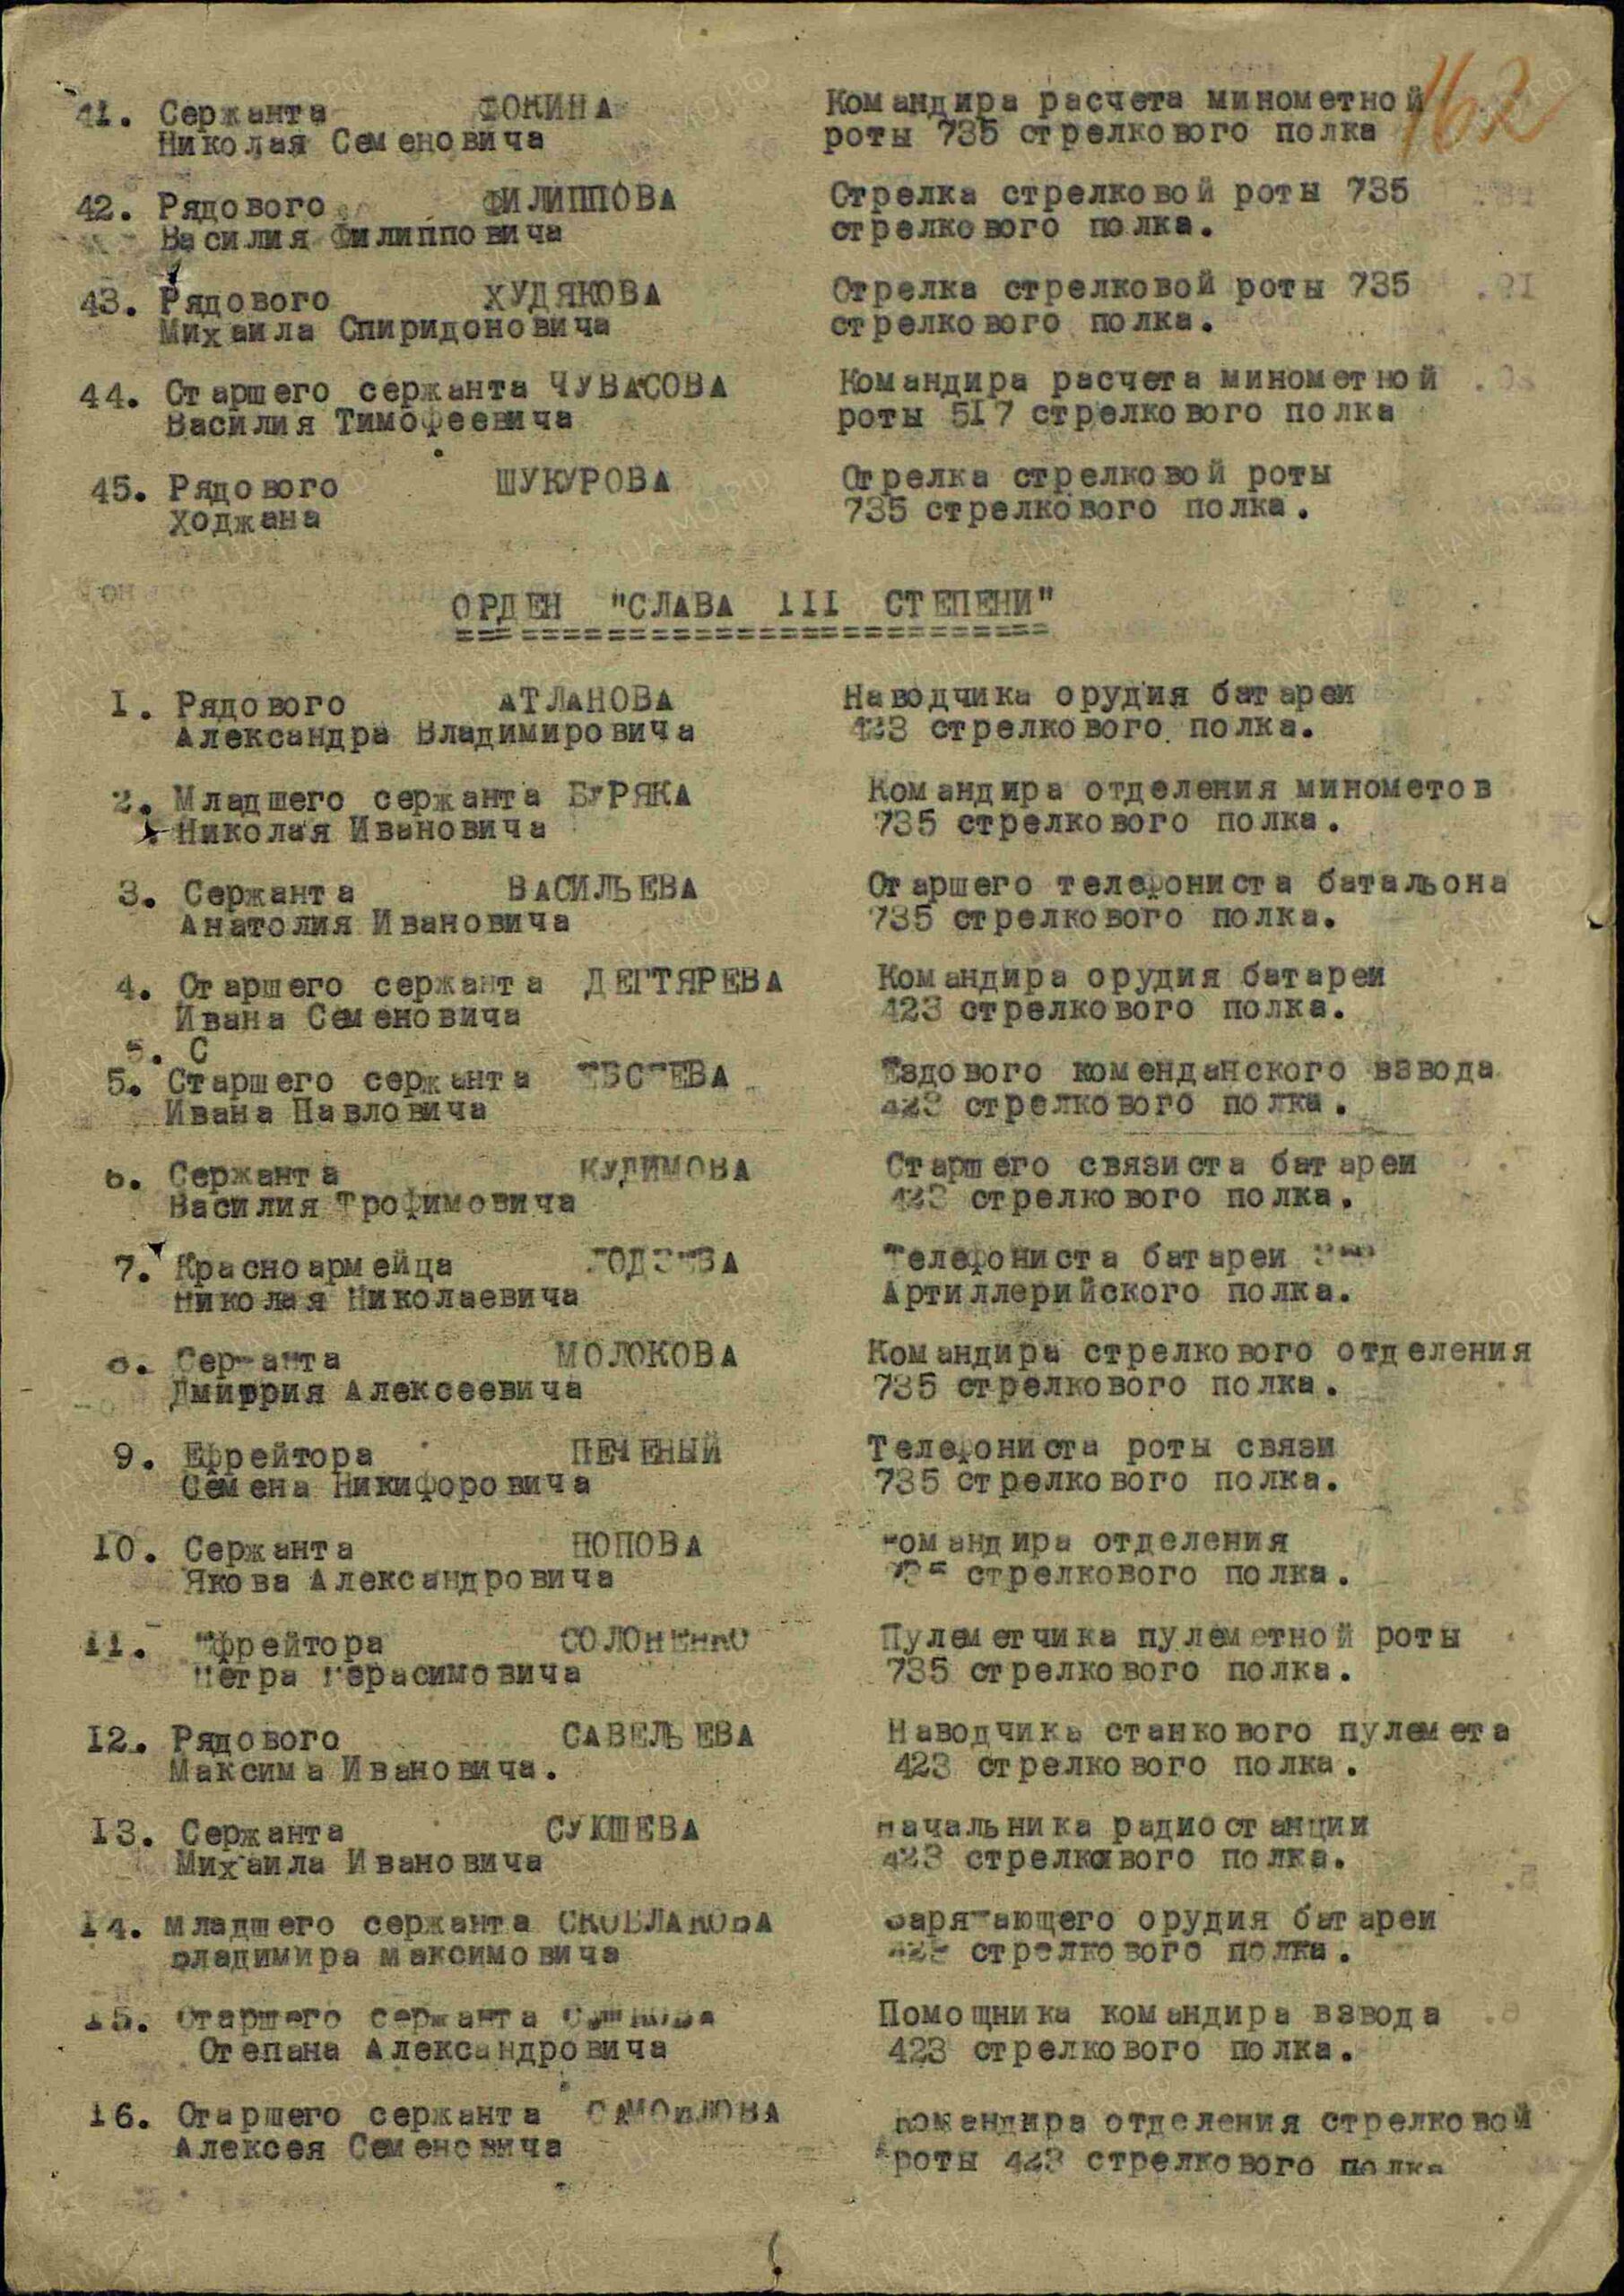 162
41. Сержанта ФОКИНА Командира расчета минометной
Николая Семеновича роты 735 стрелкового полка
42. Рядового ФИЛИППОВА Стрелка стрелковой роты 735
Василия Филипповича стрелкового полка.
43. Рядового ХУДЯКОВА Стрелка стрелковой роты 735
Михаила Спиридоновича стрелкового полка.
44. Старшего сержанта ЧУВАСОВА Командира расчета минометной
Василия Тимофеевича роты 517 стрелкового полка
45. Рядового ШУКУРОВА Стрелка стрелковой роты
Ходжана 735 стрелкового полка.
ОРДЕН "СЛАВА III СТЕПЕНИ"
1. Рядового АТЛАНОВА Наводчика орудия батареи
Александра Владимировича 423 стрелкового полка.
2. Младшего сержанта БУРЯКА Командира отделения минометов
Николая Ивановича 735 стрелкового полка.
3. Сержанта ВАСИЛЬЕВА Старшего телефониста батальона
Анатолия Ивановича 735 стрелкового полка.
4. Старшего сержанта ДЕГТЯРЕВА Командира орудия батареи
Ивана Семеновича 423 стрелкового полка.
5. С
5. Старшего сержанта Ездового комендантского взвода
Ивана Павловича 423 стрелкового полка.
6. Сержанта КУДИМОВА Старшего связиста батареи
Василия Трофимовича 423 стрелкового полка.
7. Красноармейца Телефониста батареи
Николая Николаевича Артиллерийского полка.
8. Сержанта МОЛОКОВА Командира стрелкового отделения
Дмитрия Алексеевича 735 стрелкового полка.
9. Ефрейтора ПЕЧЕНЫЙ Телефониста роты связи
Семена Никифоровича 735 стрелкового полка.
10. Сержанта ПОПОВА Командира отделения
Якова Александровича стрелкового полка.
11. Ефрейтора СОЛОНЕНКО Пулеметчика пулеметной роты
Петра Герасимовича 735 стрелкового полка.
12. Рядового САВЕЛЬЕВА Наводчика станкового пулемета
Максима Ивановича. 423 стрелкового полка.
13. Сержанта СУКШЕВА Начальника радиостанции
Михаила Ивановича 423 стрелкового полка.
14. Младшего сержанта СКОБЛАКОВА Заряжающего орудия батареи
Владимира Максимовича 423 стрелкового полка.
15. Старшего сержанта Помощника командира взвода
Степана Александровича 423 стрелкового полка.
16. Старшего сержанта САМОЙЛОВА Командира отделения стрелковой
Алексея Семеновича роты 423 стрелкового полка